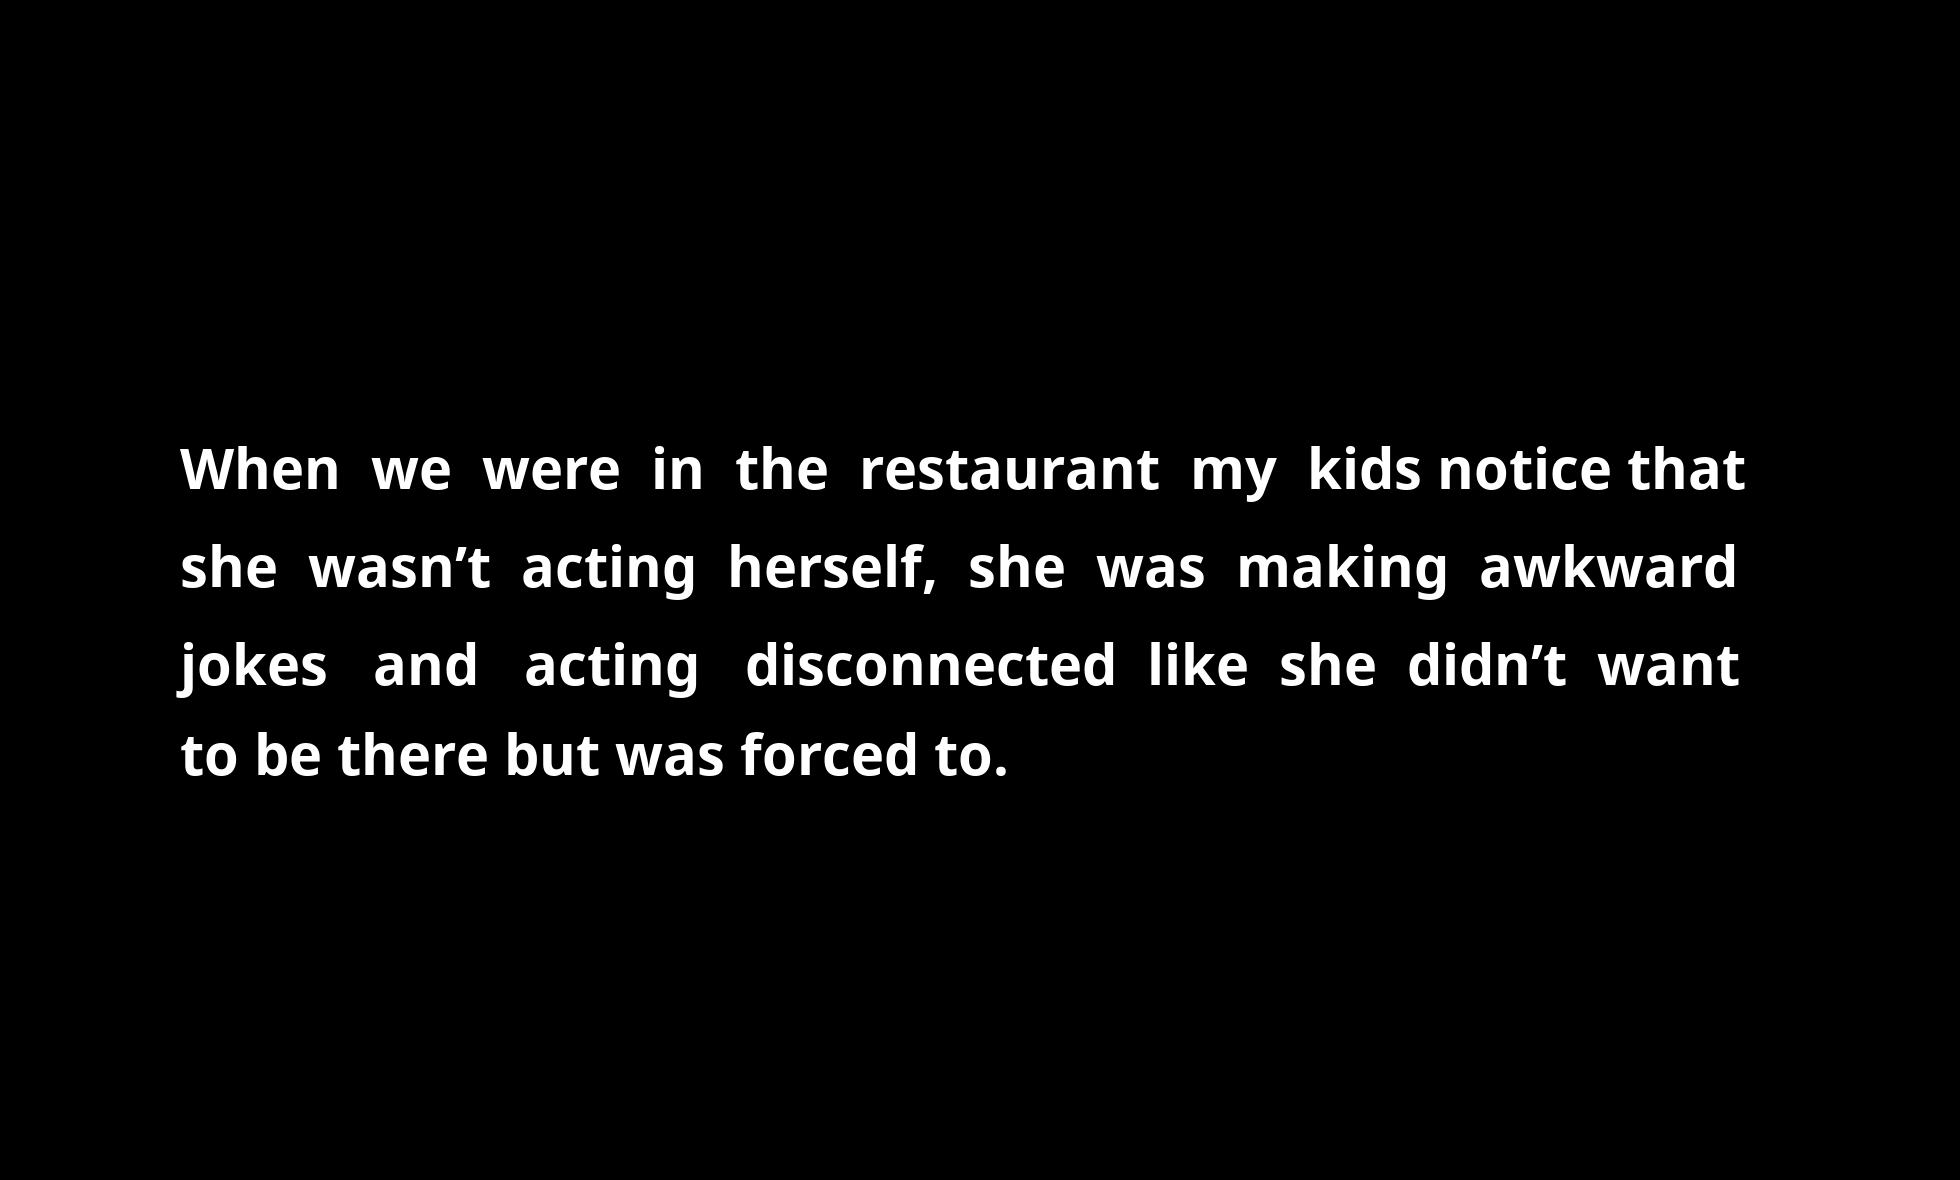 When we were in the restaurant my kids notice that
she wasn’t acting herself, she was making awkward
jokes and acting disconnected like she didn’t want
to be there but was forced to.